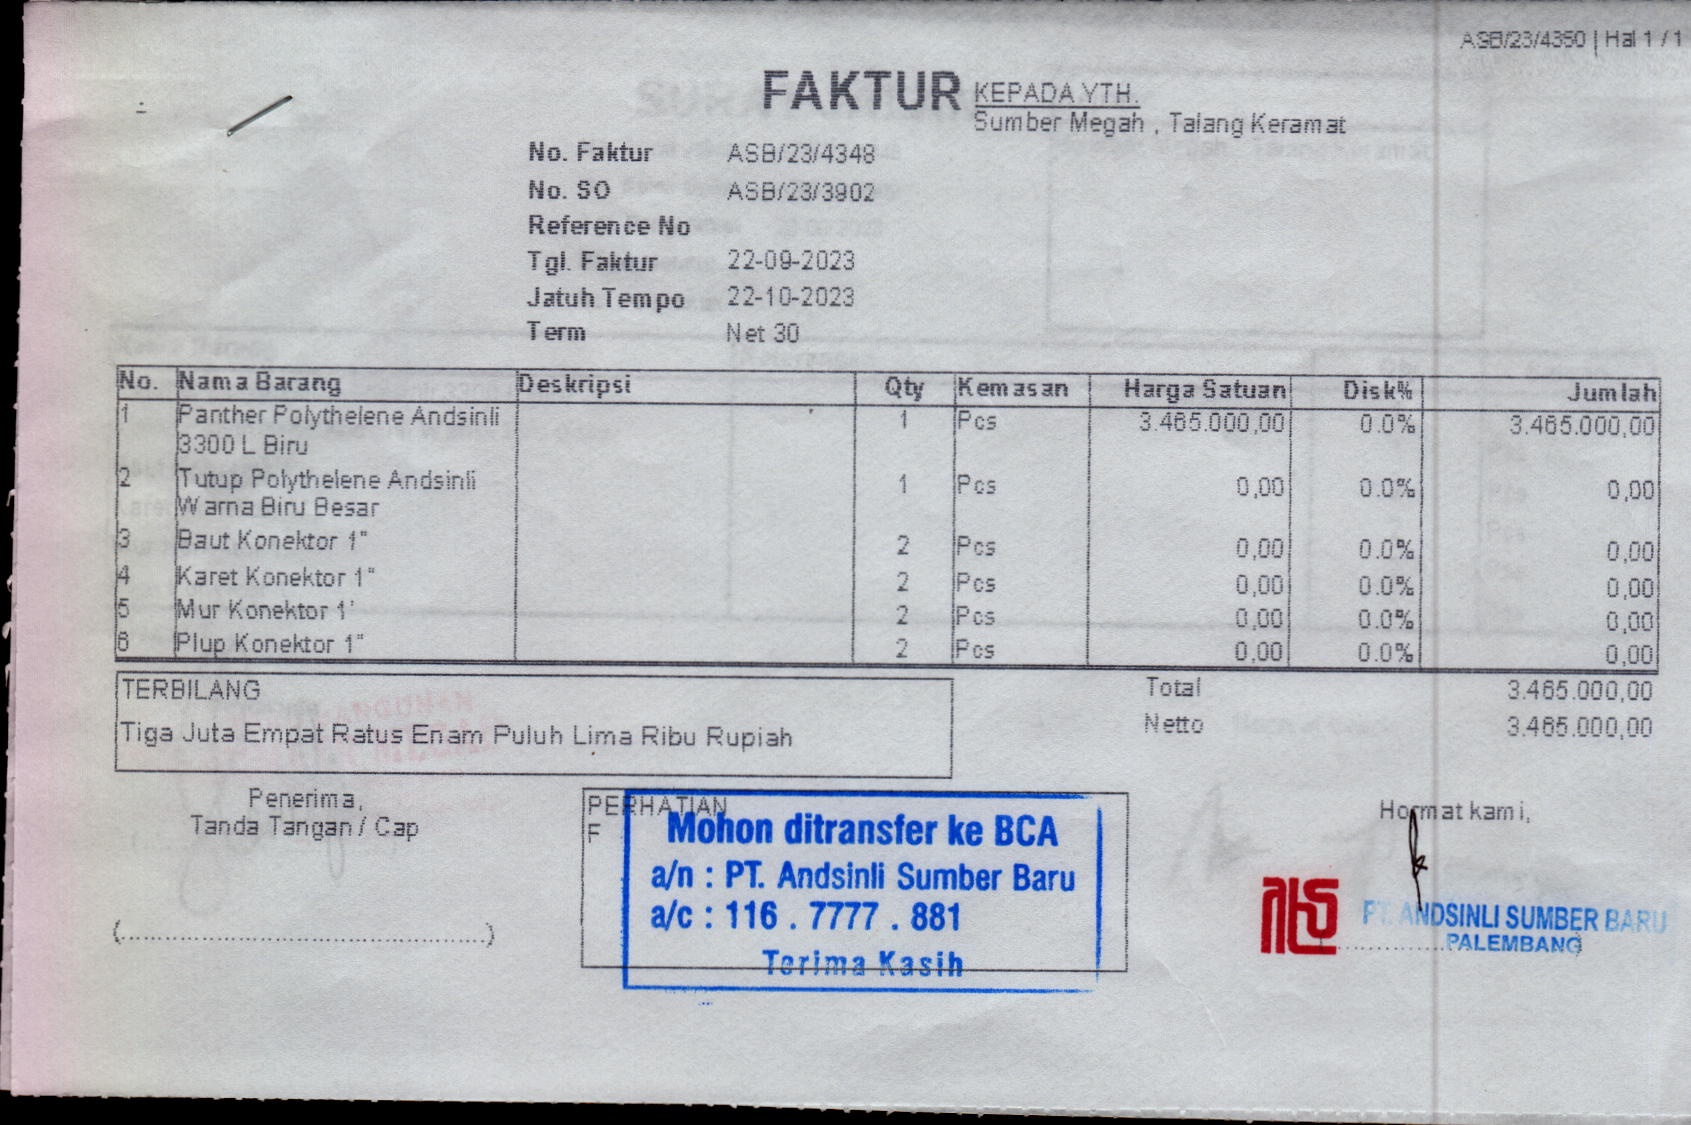 ASB/23/4350 | Hal 1 / 1
FAKTUR
KEPADA YTH.
Sumber Megah , Talang Keramat
No. Faktur ASB/23/4348
No. SO ASB/23/3902
Reference No
Tgl. Faktur 22-09-2023
Jatuh Tempo 22-10-2023
Term Net 30
No. Nama Barang Deskripsi Qty Kemasan Harga Satuan Disk% Jumlah
1 Panther Polythelene Andsinli 1 Pcs 3.465.000,00 0.0% 3.465.000,00
3300 L Biru
2 Tutup Polythelene Andsinli 1 Pcs 0,00 0.0% 0,00
Warna Biru Besar
3 Baut Konektor 1" 2 Pcs 0,00 0.0% 0,00
4 Karet Konektor 1" 2 Pcs 0,00 0.0% 0,00
5 Mur Konektor 1' 2 Pcs 0,00 0.0% 0,00
6 Plup Konektor 1" 2 Pcs 0,00 0.0% 0,00
TERBILANG
Tiga Juta Empat Ratus Enam Puluh Lima Ribu Rupiah
Total 3.465.000,00
Netto 3.465.000,00
Penerima,
Tanda Tangan / Cap
(..................................................)
PERHATIAN
F
Mohon ditransfer ke BCA
a/n : PT. Andsinli Sumber Baru
a/c : 116 . 7777 . 881
Terima Kasih
Hormat kami,
PT. ANDSINLI SUMBER BARU
PALEMBANG